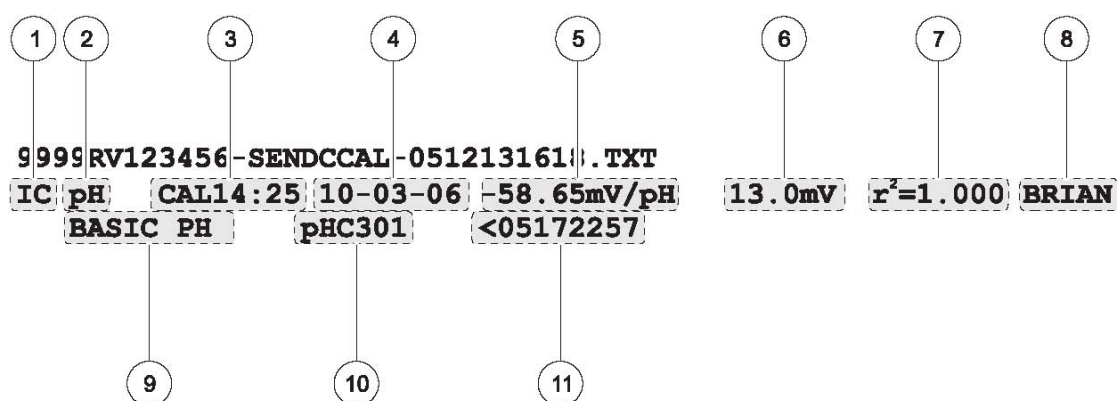 1 2 3 4 5 6 7 8
9999RV123456-SENDCCAL-0512131618.TXT
IC pH CAL14:25 10-03-06 -58.65mV/pH 13.0mV r²=1.000 BRIAN
BASIC PH pHC301 <05172257
9 10 11